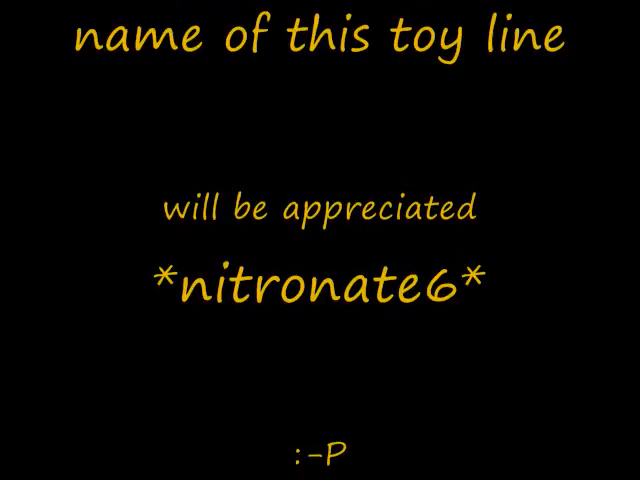 name of this toy line
will be appreciated
*nitronate6*
:-P